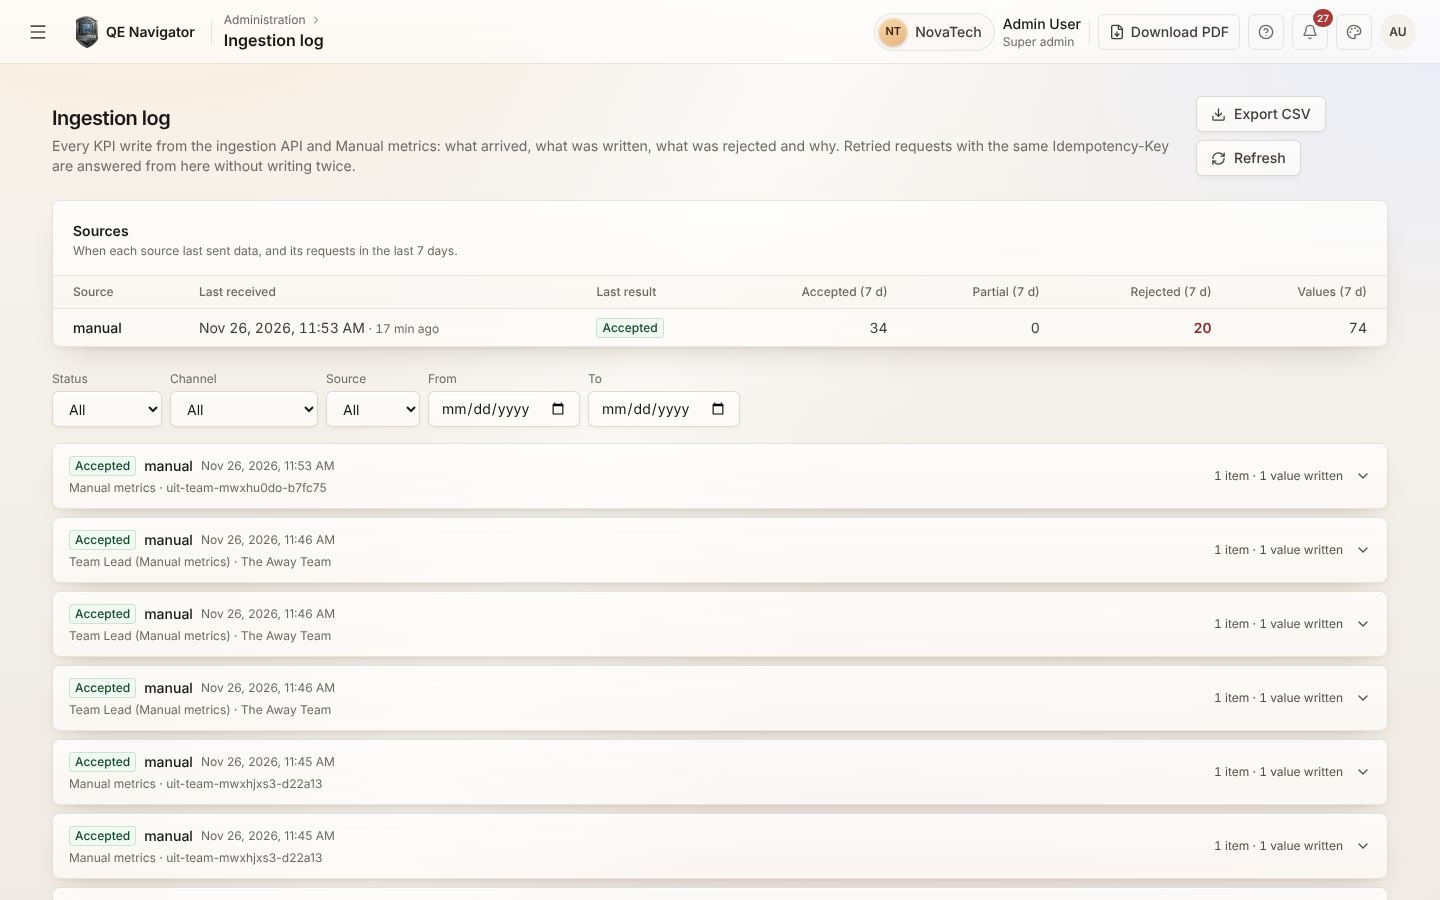 QE Navigator
Administration
Ingestion log
NT NovaTech
Admin User
Super admin
Download PDF
27
AU
Ingestion log
Every KPI write from the ingestion API and Manual metrics: what arrived, what was written, what was rejected and why. Retried requests with the same Idempotency-Key
are answered from here without writing twice.
Export CSV
Refresh
Sources
When each source last sent data, and its requests in the last 7 days.
Source Last received Last result Accepted (7 d) Partial (7 d) Rejected (7 d) Values (7 d)
manual Nov 26, 2026, 11:53 AM · 17 min ago Accepted 34 0 20 74
Status Channel Source From To
All All All mm/dd/yyyy mm/dd/yyyy
Accepted manual Nov 26, 2026, 11:53 AM
Manual metrics · uit-team-mwxhu0do-b7fc75
1 item · 1 value written
Accepted manual Nov 26, 2026, 11:46 AM
Team Lead (Manual metrics) · The Away Team
1 item · 1 value written
Accepted manual Nov 26, 2026, 11:46 AM
Team Lead (Manual metrics) · The Away Team
1 item · 1 value written
Accepted manual Nov 26, 2026, 11:46 AM
Team Lead (Manual metrics) · The Away Team
1 item · 1 value written
Accepted manual Nov 26, 2026, 11:45 AM
Manual metrics · uit-team-mwxhjxs3-d22a13
1 item · 1 value written
Accepted manual Nov 26, 2026, 11:45 AM
Manual metrics · uit-team-mwxhjxs3-d22a13
1 item · 1 value written